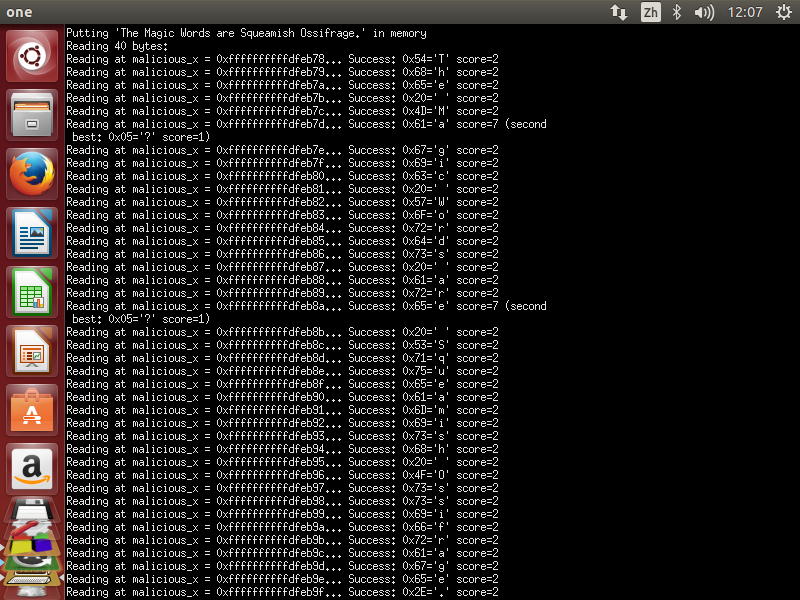 one
Zh
12:07
Putting 'The Magic Words are Squeamish Ossifrage.' in memory
Reading 40 bytes:
Reading at malicious_x = 0xffffffffffdfeb78... Success: 0x54='T' score=2
Reading at malicious_x = 0xffffffffffdfeb79... Success: 0x68='h' score=2
Reading at malicious_x = 0xffffffffffdfeb7a... Success: 0x65='e' score=2
Reading at malicious_x = 0xffffffffffdfeb7b... Success: 0x20=' ' score=2
Reading at malicious_x = 0xffffffffffdfeb7c... Success: 0x4D='M' score=2
Reading at malicious_x = 0xffffffffffdfeb7d... Success: 0x61='a' score=7 (second
best: 0x05='?' score=1)
Reading at malicious_x = 0xffffffffffdfeb7e... Success: 0x67='g' score=2
Reading at malicious_x = 0xffffffffffdfeb7f... Success: 0x69='i' score=2
Reading at malicious_x = 0xffffffffffdfeb80... Success: 0x63='c' score=2
Reading at malicious_x = 0xffffffffffdfeb81... Success: 0x20=' ' score=2
Reading at malicious_x = 0xffffffffffdfeb82... Success: 0x57='W' score=2
Reading at malicious_x = 0xffffffffffdfeb83... Success: 0x6F='o' score=2
Reading at malicious_x = 0xffffffffffdfeb84... Success: 0x72='r' score=2
Reading at malicious_x = 0xffffffffffdfeb85... Success: 0x64='d' score=2
Reading at malicious_x = 0xffffffffffdfeb86... Success: 0x73='s' score=2
Reading at malicious_x = 0xffffffffffdfeb87... Success: 0x20=' ' score=2
Reading at malicious_x = 0xffffffffffdfeb88... Success: 0x61='a' score=2
Reading at malicious_x = 0xffffffffffdfeb89... Success: 0x72='r' score=2
Reading at malicious_x = 0xffffffffffdfeb8a... Success: 0x65='e' score=7 (second
best: 0x05='?' score=1)
Reading at malicious_x = 0xffffffffffdfeb8b... Success: 0x20=' ' score=2
Reading at malicious_x = 0xffffffffffdfeb8c... Success: 0x53='S' score=2
Reading at malicious_x = 0xffffffffffdfeb8d... Success: 0x71='q' score=2
Reading at malicious_x = 0xffffffffffdfeb8e... Success: 0x75='u' score=2
Reading at malicious_x = 0xffffffffffdfeb8f... Success: 0x65='e' score=2
Reading at malicious_x = 0xffffffffffdfeb90... Success: 0x61='a' score=2
Reading at malicious_x = 0xffffffffffdfeb91... Success: 0x6D='m' score=2
Reading at malicious_x = 0xffffffffffdfeb92... Success: 0x69='i' score=2
Reading at malicious_x = 0xffffffffffdfeb93... Success: 0x73='s' score=2
Reading at malicious_x = 0xffffffffffdfeb94... Success: 0x68='h' score=2
Reading at malicious_x = 0xffffffffffdfeb95... Success: 0x20=' ' score=2
Reading at malicious_x = 0xffffffffffdfeb96... Success: 0x4F='O' score=2
Reading at malicious_x = 0xffffffffffdfeb97... Success: 0x73='s' score=2
Reading at malicious_x = 0xffffffffffdfeb98... Success: 0x73='s' score=2
Reading at malicious_x = 0xffffffffffdfeb99... Success: 0x69='i' score=2
Reading at malicious_x = 0xffffffffffdfeb9a... Success: 0x66='f' score=2
Reading at malicious_x = 0xffffffffffdfeb9b... Success: 0x72='r' score=2
Reading at malicious_x = 0xffffffffffdfeb9c... Success: 0x61='a' score=2
Reading at malicious_x = 0xffffffffffdfeb9d... Success: 0x67='g' score=2
Reading at malicious_x = 0xffffffffffdfeb9e... Success: 0x65='e' score=2
Reading at malicious_x = 0xffffffffffdfeb9f... Success: 0x2E='.' score=2